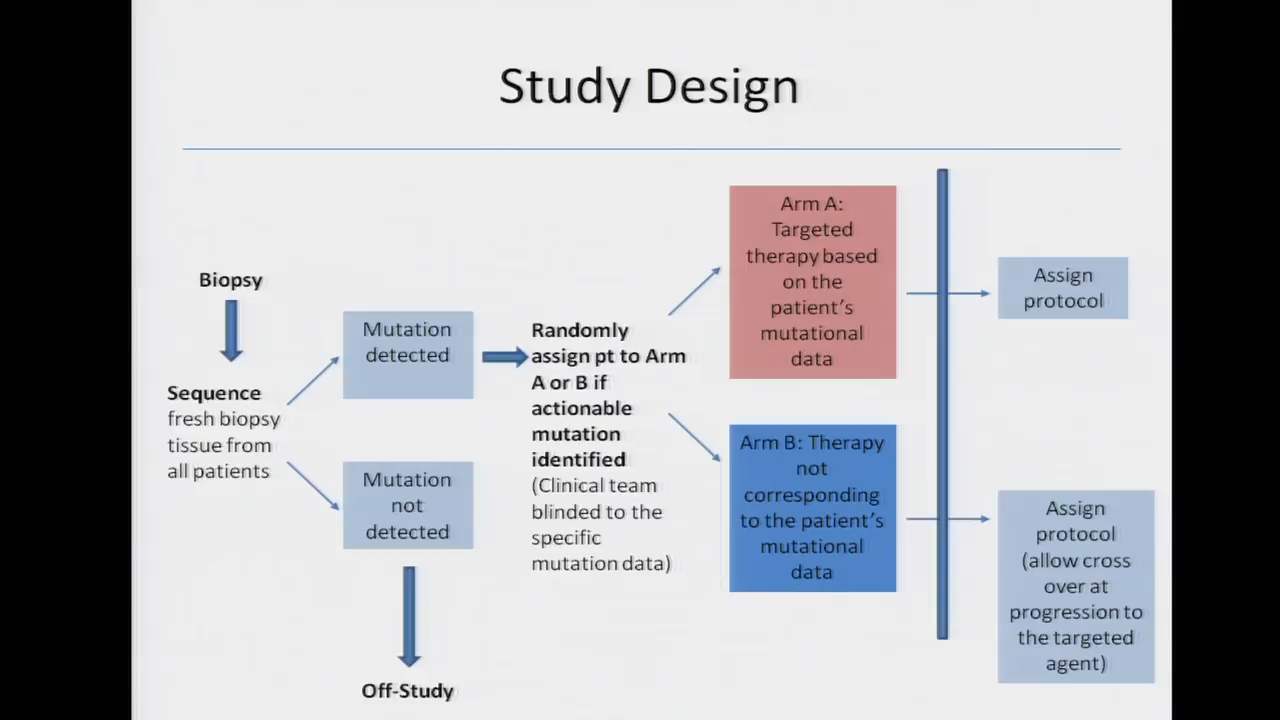 Study Design
Biopsy
Sequence
fresh biopsy
tissue from
all patients
Mutation
detected
Mutation
not
detected
Off-Study
Randomly
assign pt to Arm
A or B if
actionable
mutation
identified
(Clinical team
blinded to the
specific
mutation data)
Arm A:
Targeted
therapy based
on the
patient's
mutational
data
Arm B: Therapy
not
corresponding
to the patient's
mutational
data
Assign
protocol
Assign
protocol
(allow cross
over at
progression to
the targeted
agent)